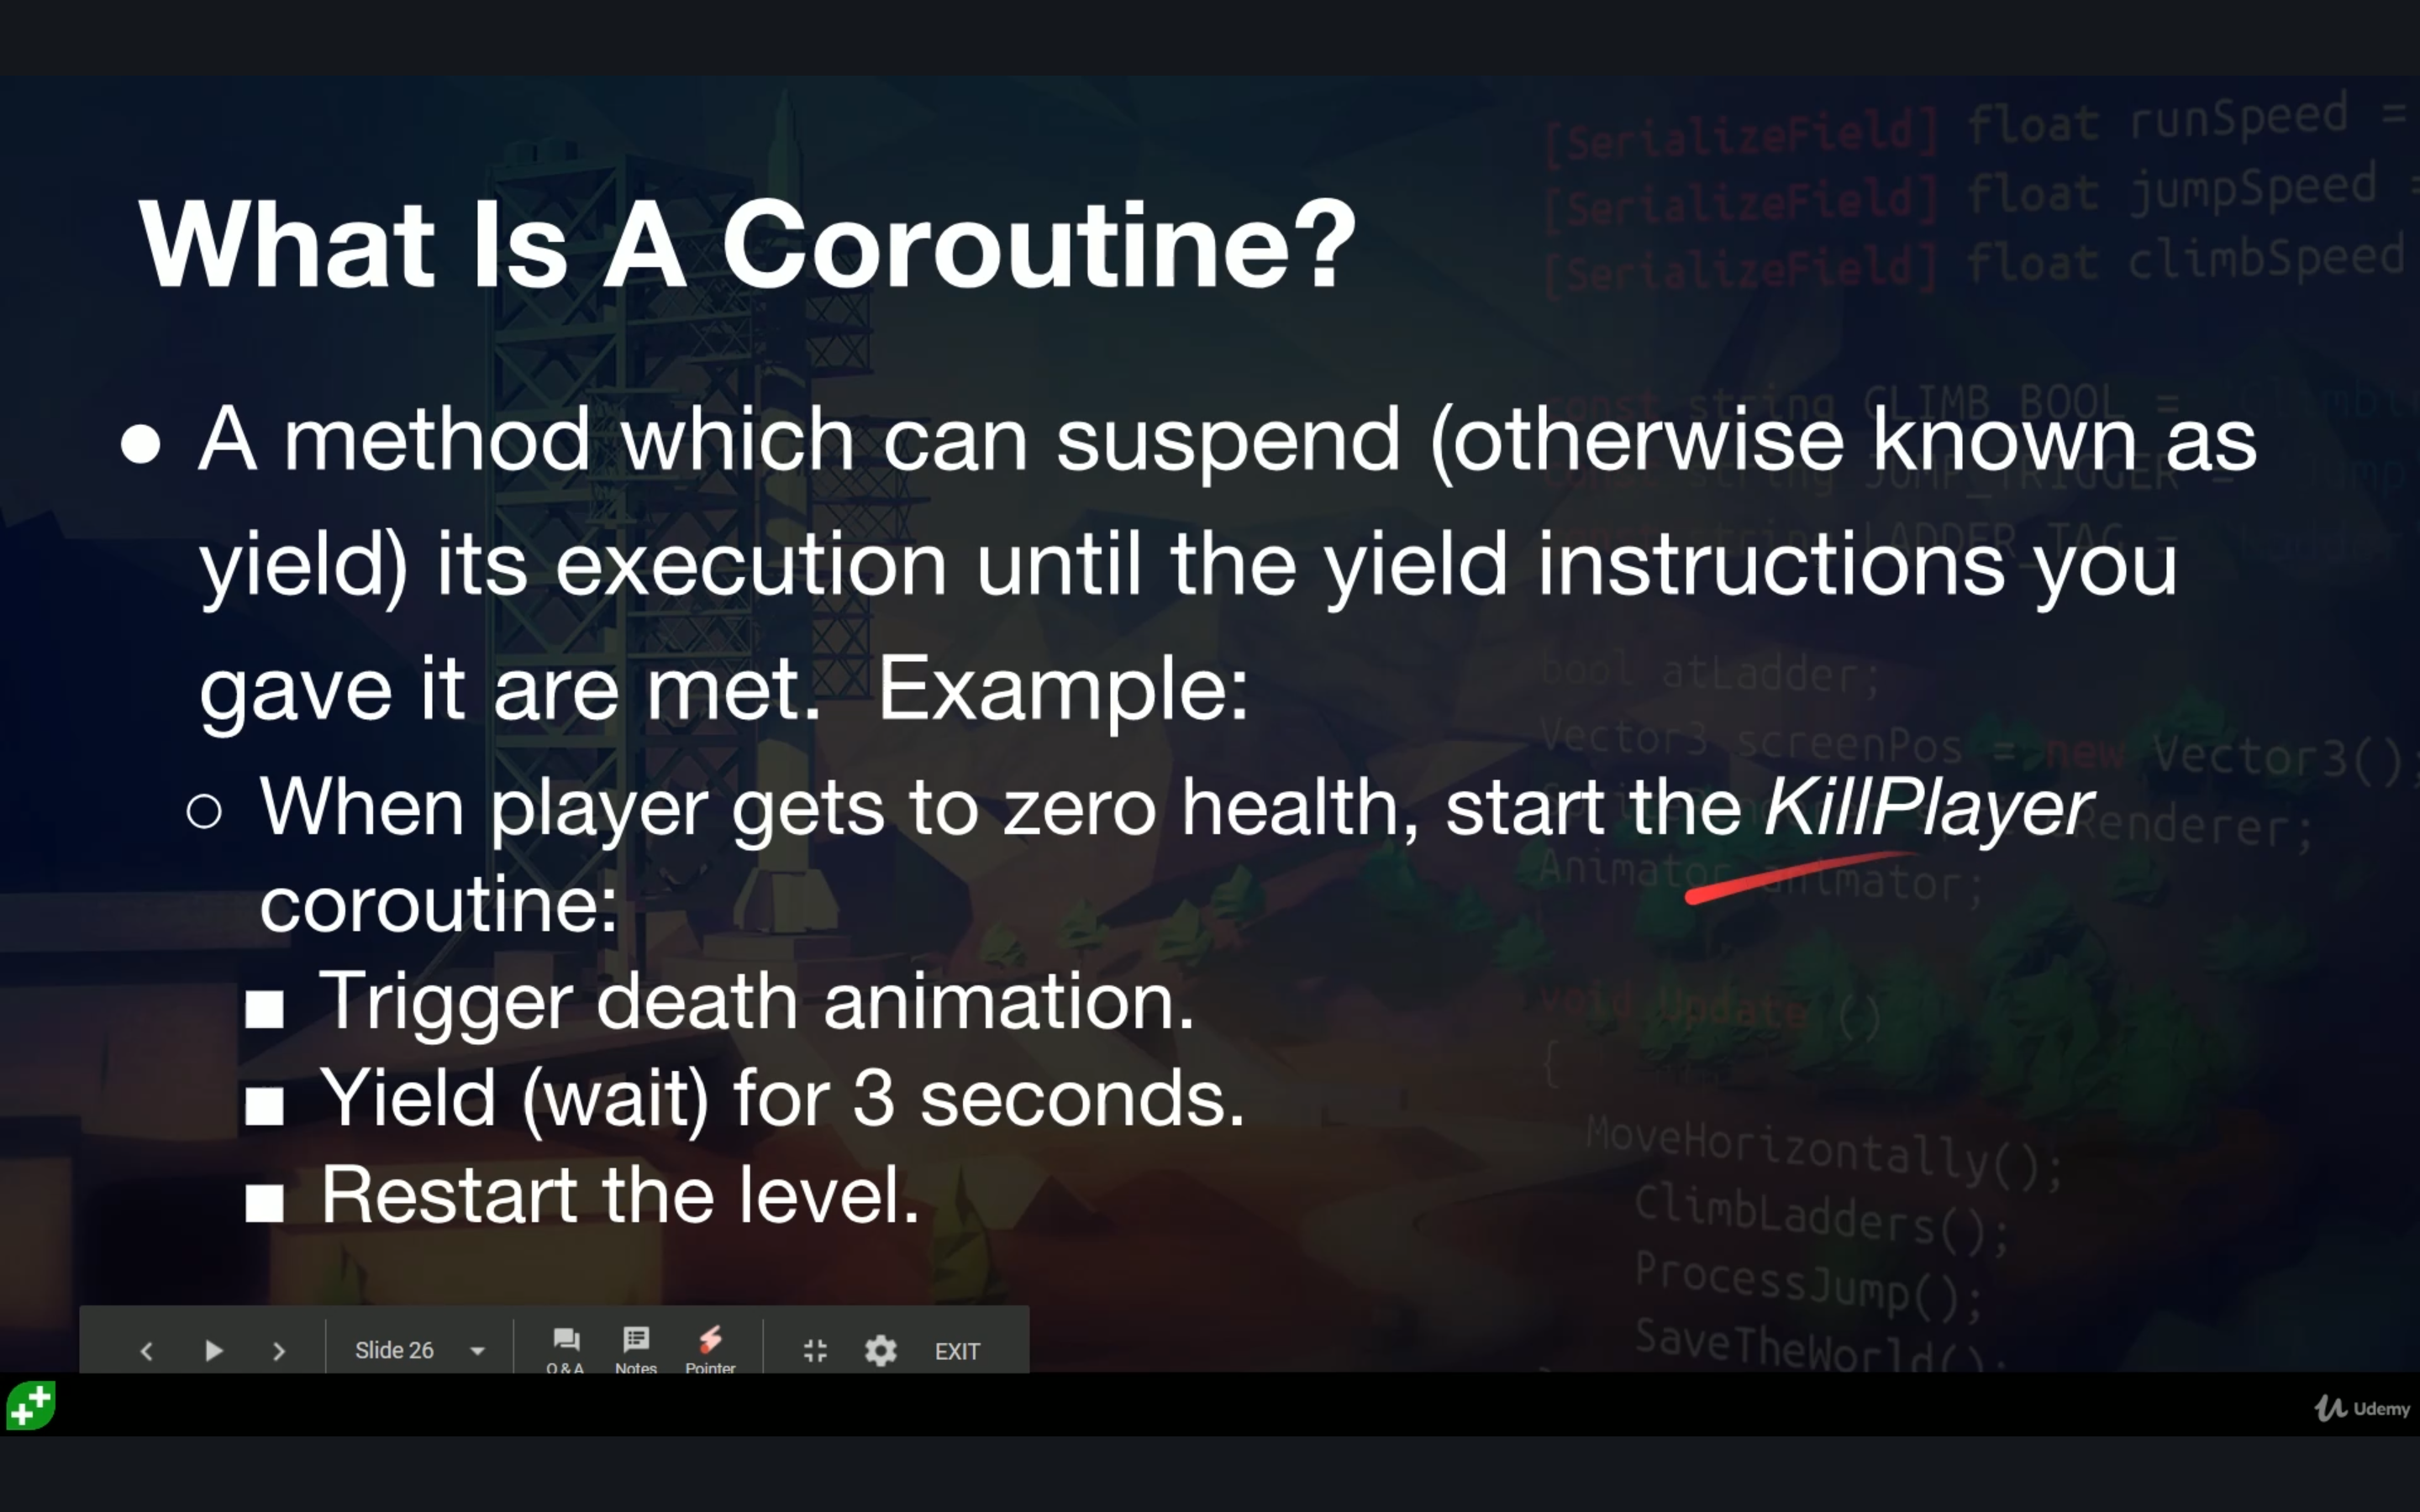 What Is A Coroutine?
● A method which can suspend (otherwise known as
yield) its execution until the yield instructions you
gave it are met.  Example:
○ When player gets to zero health, start the KillPlayer
coroutine:
■ Trigger death animation.
■ Yield (wait) for 3 seconds.
■ Restart the level.
[SerializeField] float runSpeed =
[SerializeField] float jumpSpeed =
[SerializeField] float climbSpeed
const string CLIMB_BOOL =
const string JUMP_TRIGGER =
const string LADDER_TAG =
bool atLadder;
Vector3 screenPos = new Vector3();
Renderer;
Animator animator;
void Update ()
{
MoveHorizontally();
ClimbLadders();
ProcessJump();
SaveTheWorld();
Slide 26
Q&A
Notes
Pointer
EXIT
Udemy